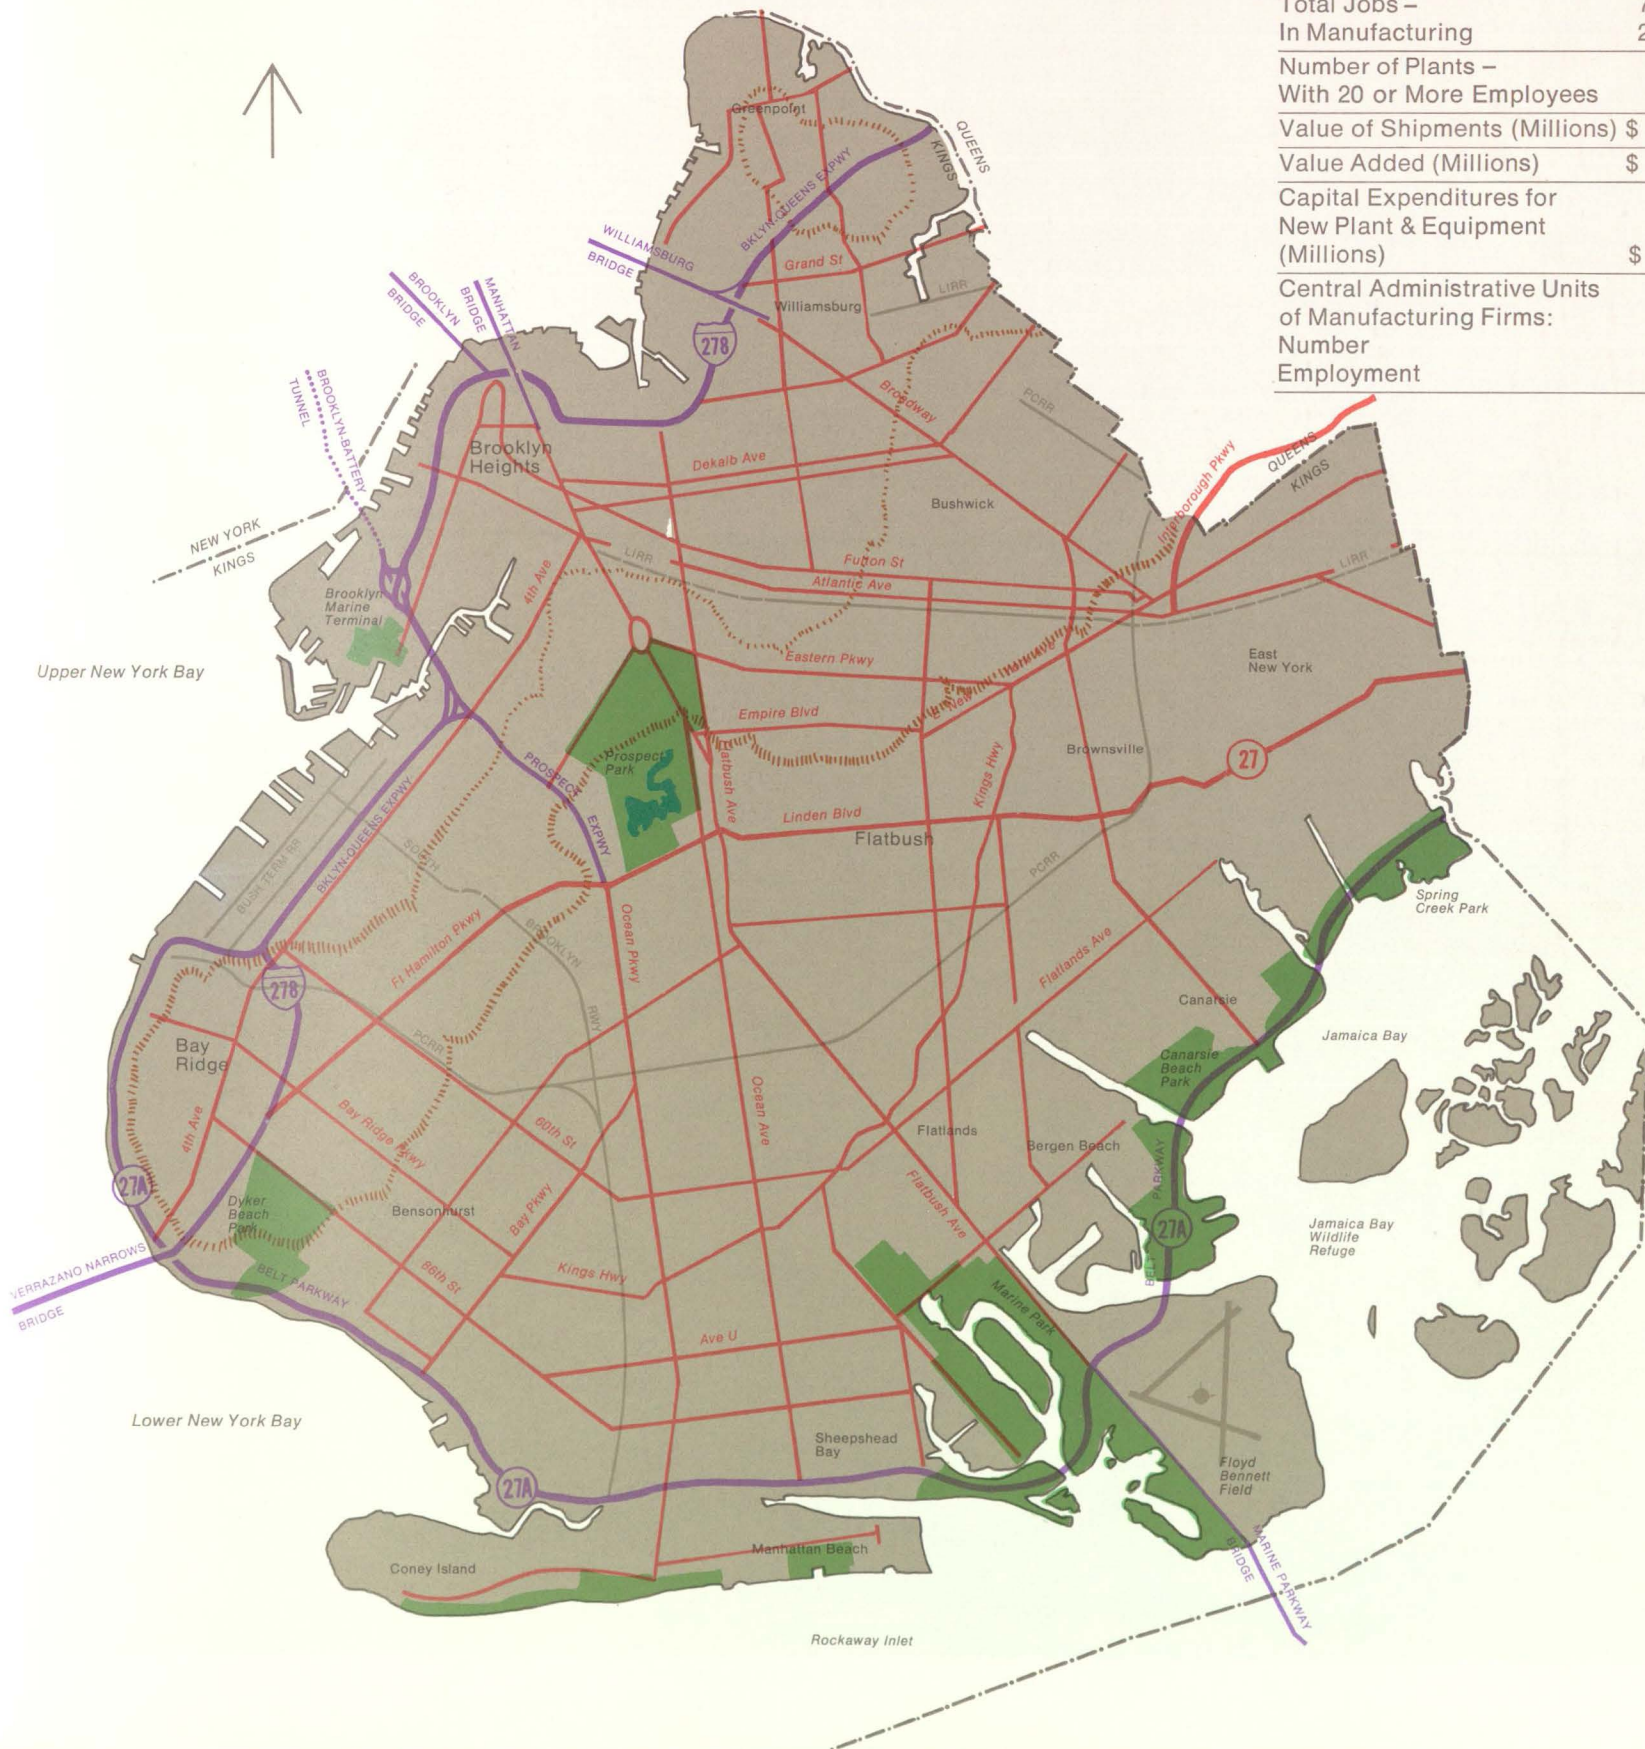 Total Jobs –
In Manufacturing
Number of Plants –
With 20 or More Employees
Value of Shipments (Millions) $
Value Added (Millions) $
Capital Expenditures for
New Plant & Equipment
(Millions) $
Central Administrative Units
of Manufacturing Firms:
Number
Employment
Greenpoint
QUEENS
KINGS
BKLYN-QUEENS EXPWY
WILLIAMSBURG
BRIDGE
Grand St
LIRR
Williamsburg
BROOKLYN
BRIDGE
MANHATTAN
BRIDGE
278
BROOKLYN-BATTERY
TUNNEL
Broadway
PCRR
Brooklyn
Heights
Dekalb Ave
Interborough Pkwy
QUEENS
KINGS
Bushwick
NEW YORK
KINGS
LIRR
Fulton St
Atlantic Ave
LIRR
4th Ave
Brooklyn
Marine
Terminal
Upper New York Bay
Eastern Pkwy
E New York Ave
East
New York
Empire Blvd
Prospect
Park
PROSPECT
EXPWY
Flatbush Ave
Kings Hwy
Brownsville
27
Linden Blvd
Flatbush
BKLYN-QUEENS EXPWY
BUSH TERM RR
SOUTH
BROOKLYN
RWY
PCRR
Spring
Creek Park
Ft Hamilton Pkwy
Ocean Pkwy
Flatlands Ave
278
Canarsie
Bay
Ridge
PCRR
Jamaica Bay
Canarsie
Beach
Park
4th Ave
Bay Ridge Pkwy
60th St
Ocean Ave
Flatlands
Bergen Beach
27A
Dyker
Beach
Park
Bensonhurst
Bay Pkwy
Flatbush Ave
BELT
PARKWAY
27A
Jamaica Bay
Wildlife
Refuge
VERRAZANO NARROWS
BRIDGE
BELT PARKWAY
86th St
Kings Hwy
Marine Park
Ave U
Lower New York Bay
Sheepshead
Bay
Floyd
Bennett
Field
27A
MARINE PARKWAY
BRIDGE
Manhattan Beach
Coney Island
Rockaway Inlet